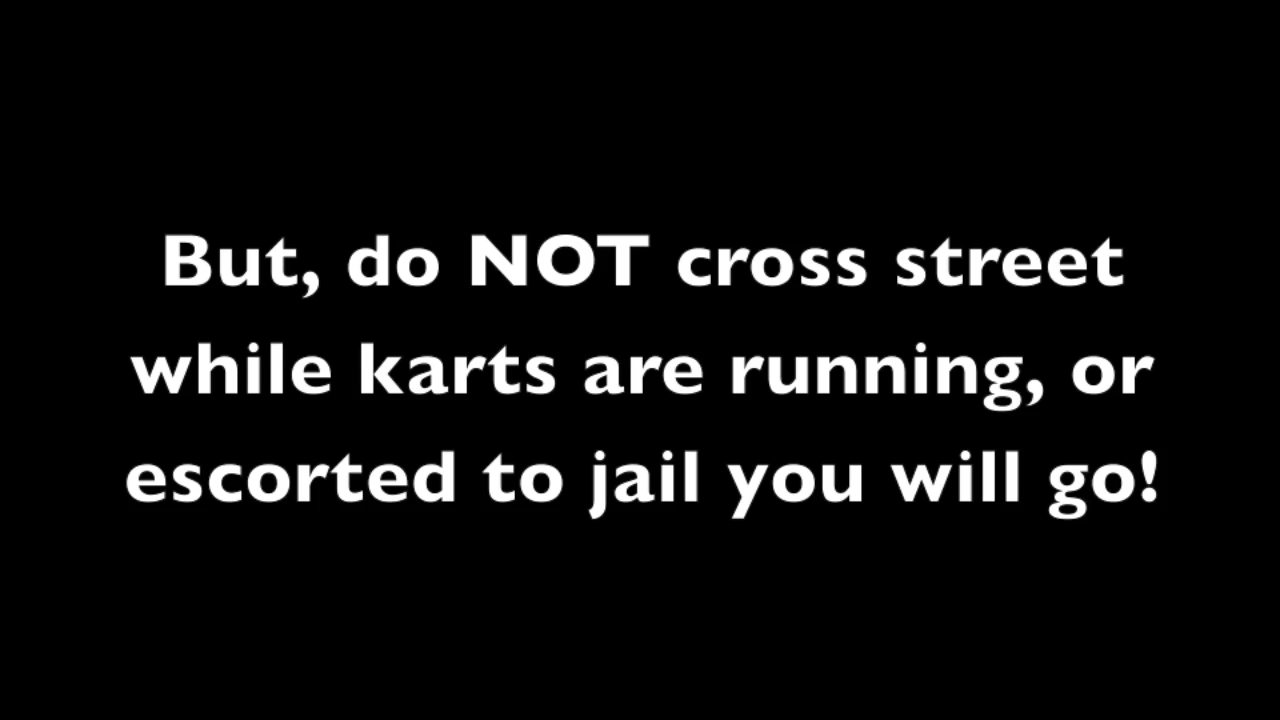 But, do NOT cross street
while karts are running, or
escorted to jail you will go!